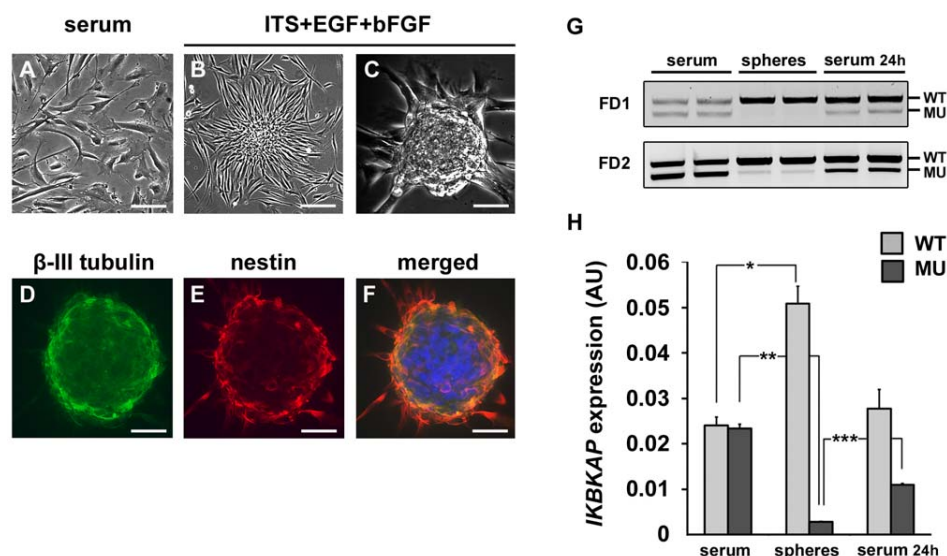 serum
ITS+EGF+bFGF
A
B
C
β-III tubulin
nestin
merged
D
E
F
G
serum spheres serum 24h
FD1
WT
MU
FD2
WT
MU
H
WT
MU
IKBKAP expression (AU)
0.06
0.05
0.04
0.03
0.02
0.01
0
*
**
***
serum spheres serum 24h